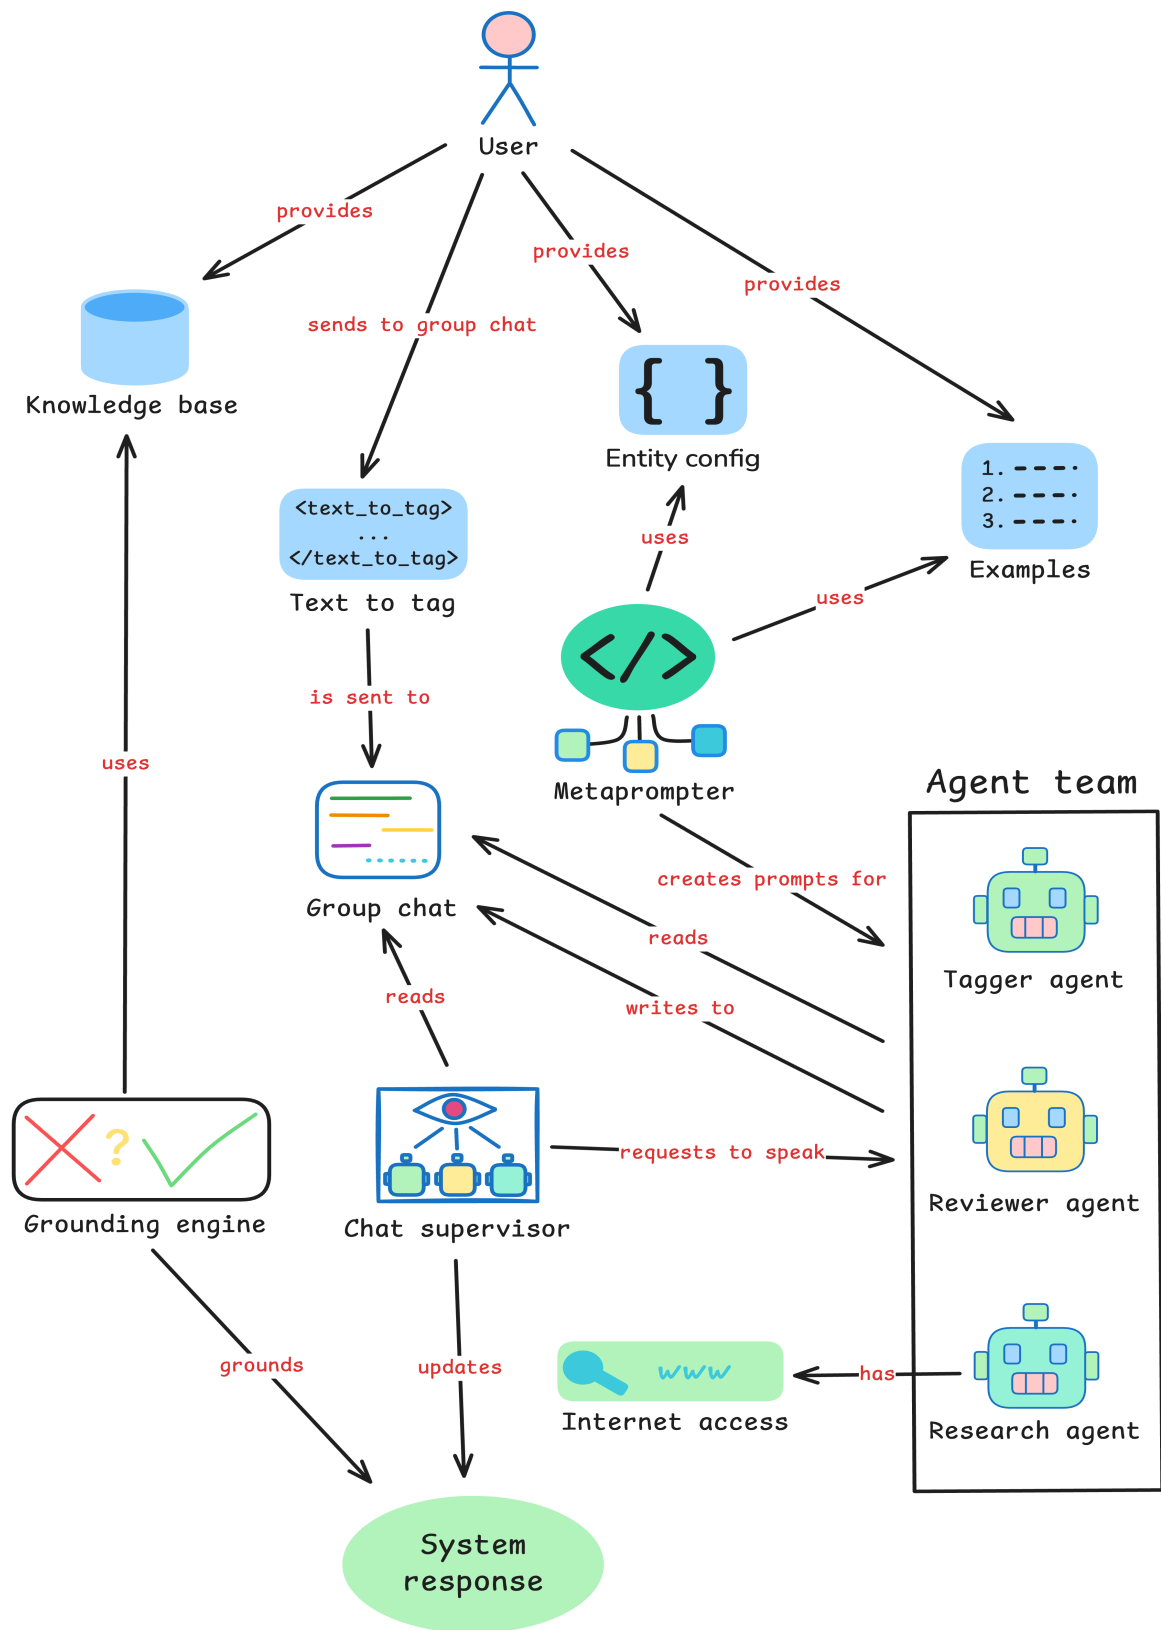 User
provides
provides
provides
sends to group chat
{ }
Knowledge base
Entity config
1.
2.
3.
<text_to_tag>
...
</text_to_tag>
uses
Examples
uses
Text to tag
</>
is sent to
uses
Metaprompter
Agent team
creates prompts for
Group chat
reads
Tagger agent
reads
writes to
?
requests to speak
Reviewer agent
Grounding engine
Chat supervisor
grounds
updates
www
has
Internet access
Research agent
System
response